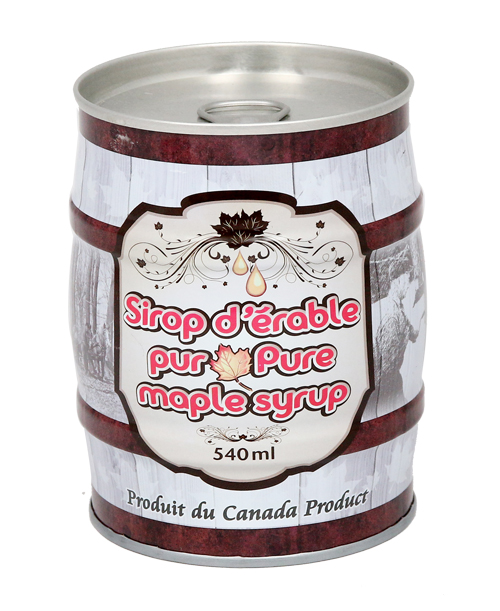 Sirop d'érable
pur Pure
maple syrup
540 ml
Produit du Canada Product